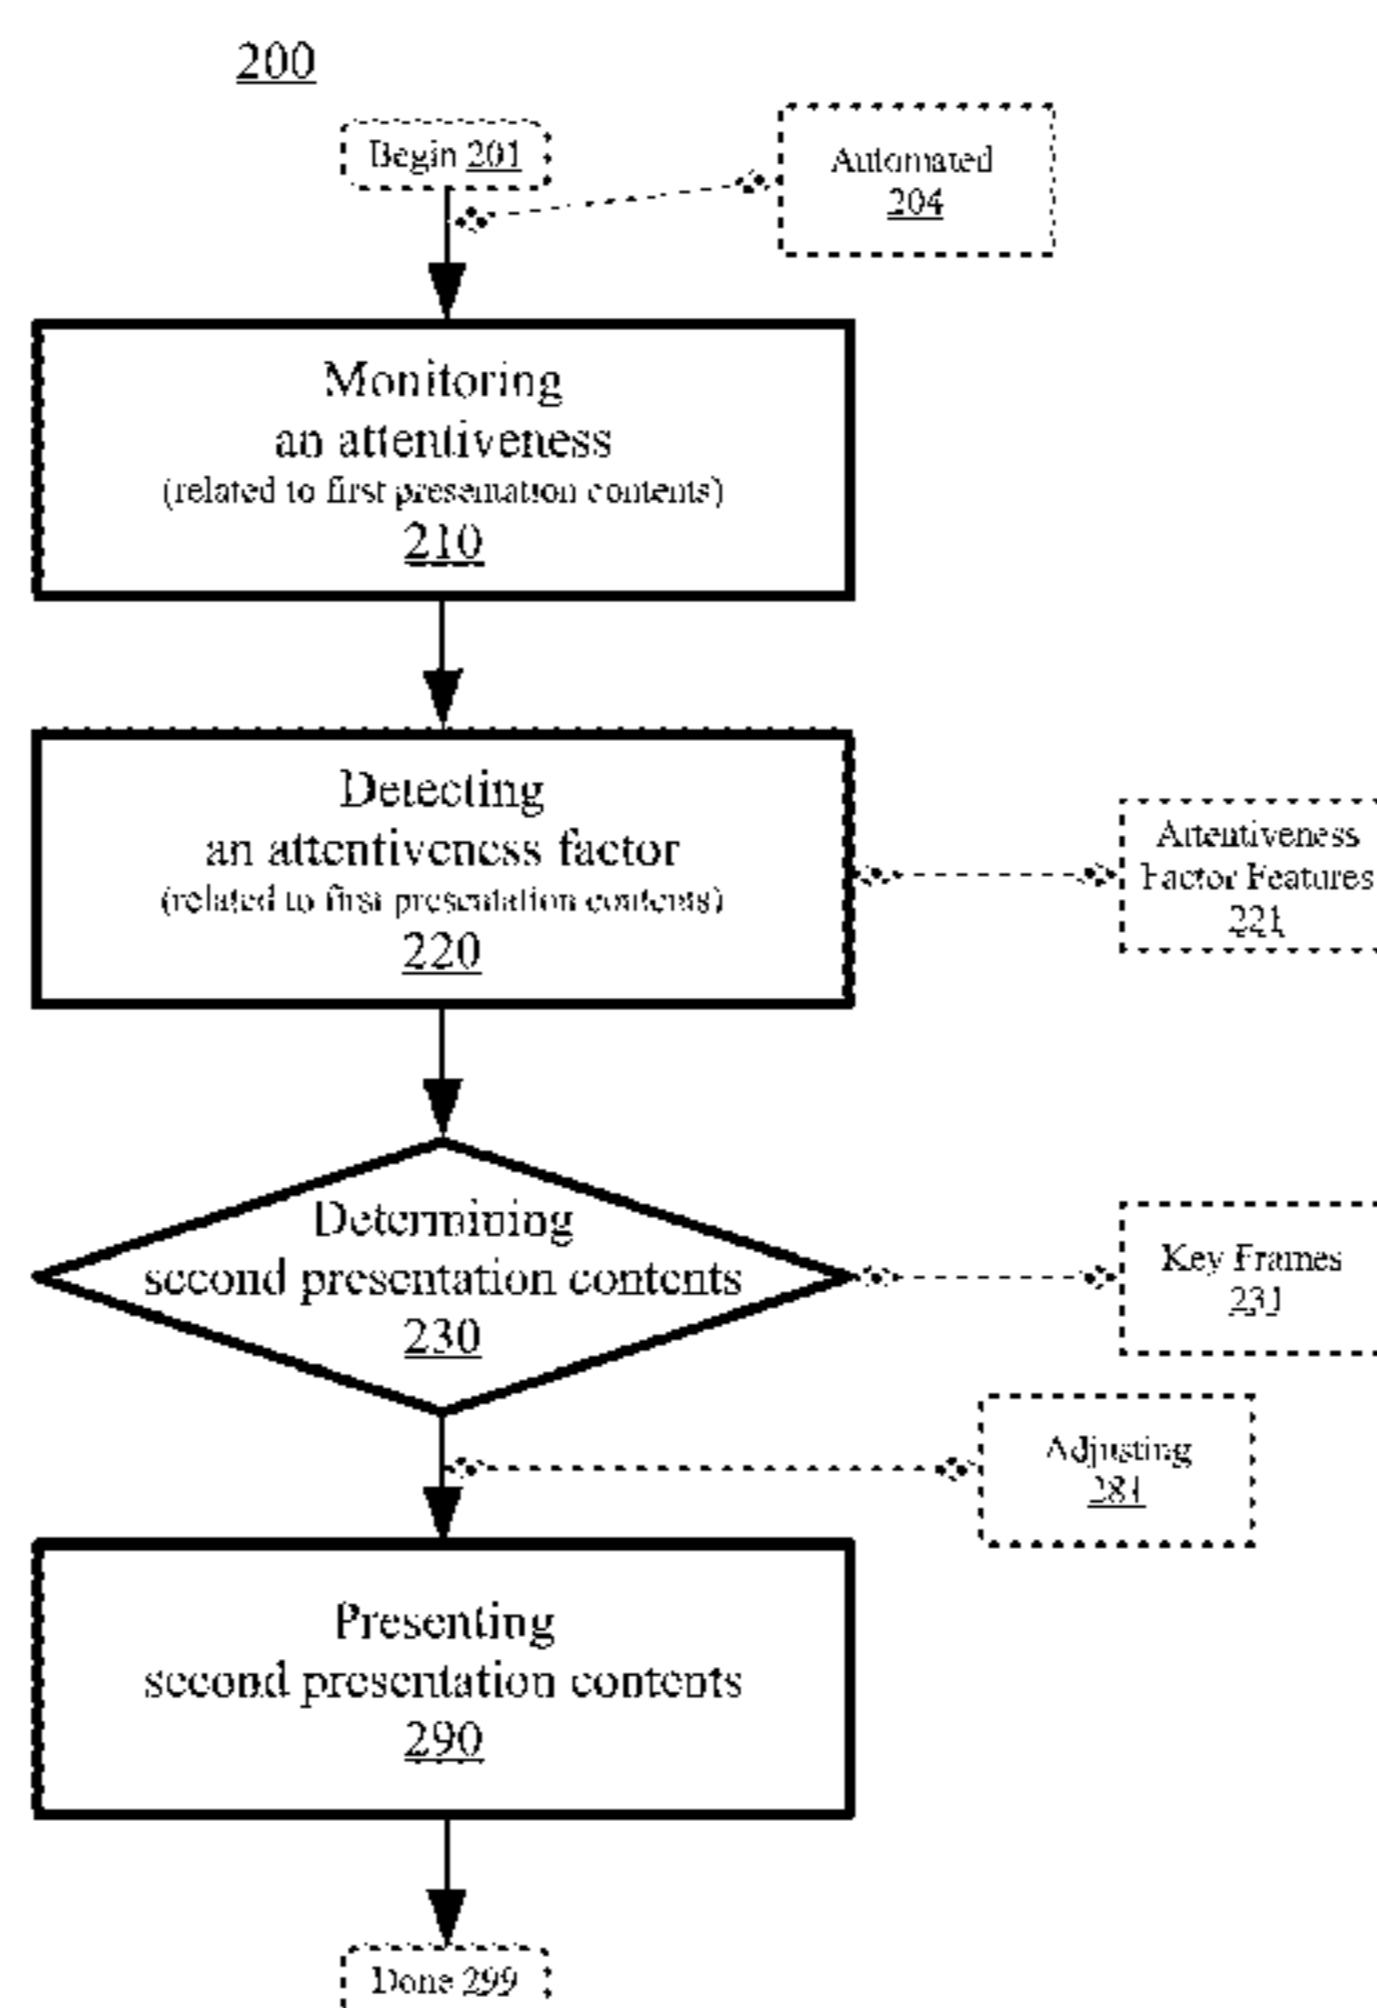 200
Begin 201
Automated
204
Monitoring
an attentiveness
(related to first presentation contents)
210
Detecting
an attentiveness factor
(related to first presentation contents)
220
Attentiveness
Factor Features
221
Determining
second presentation contents
230
Key Frames
231
Adjusting
281
Presenting
second presentation contents
290
Done 299